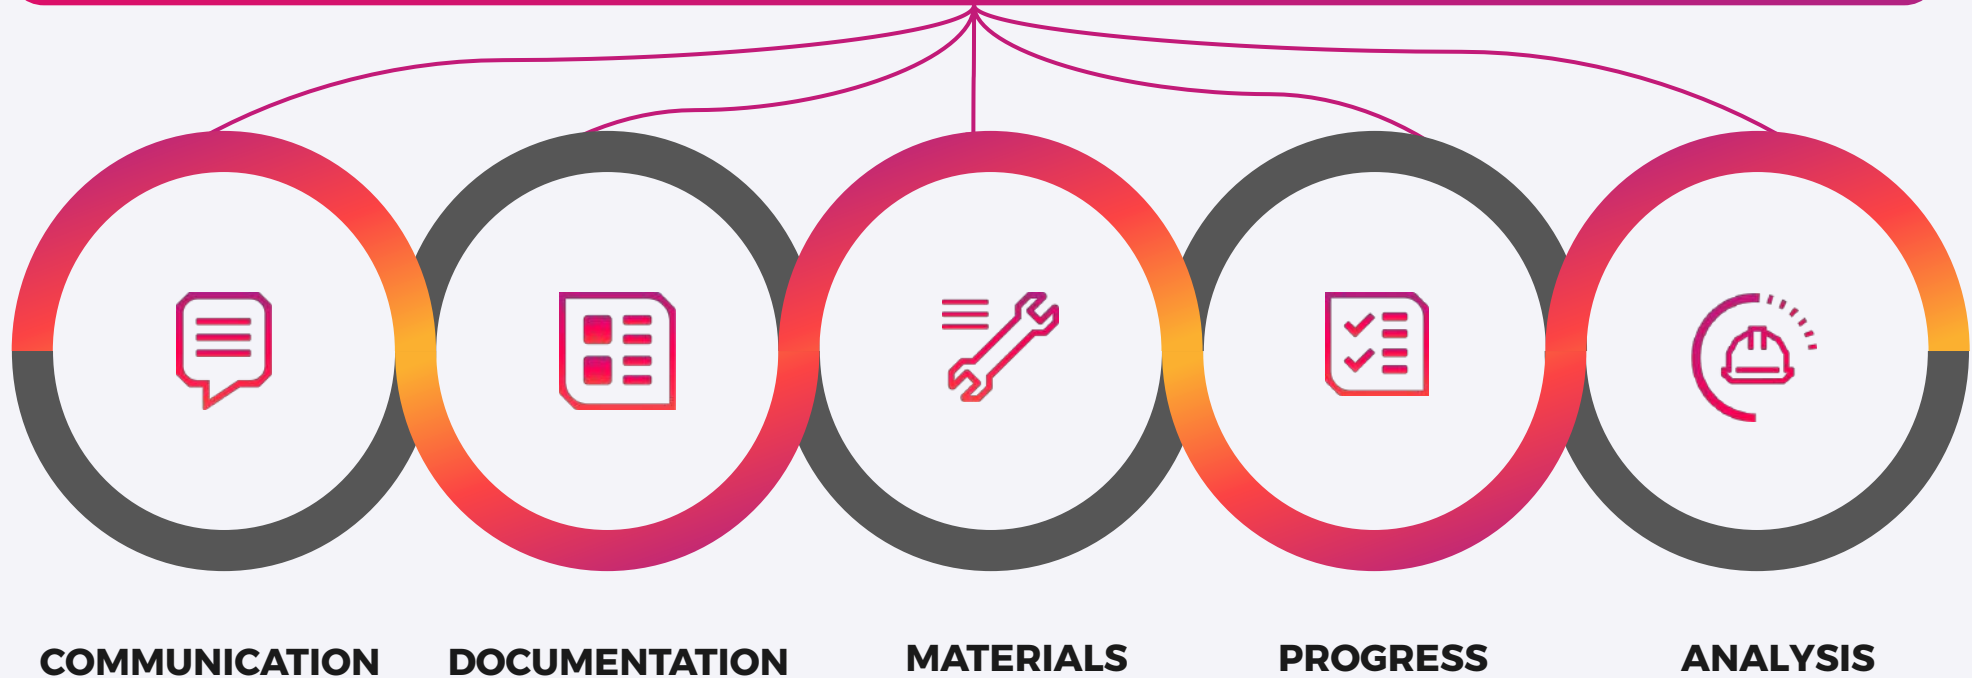 COMMUNICATION
DOCUMENTATION
MATERIALS
PROGRESS
ANALYSIS